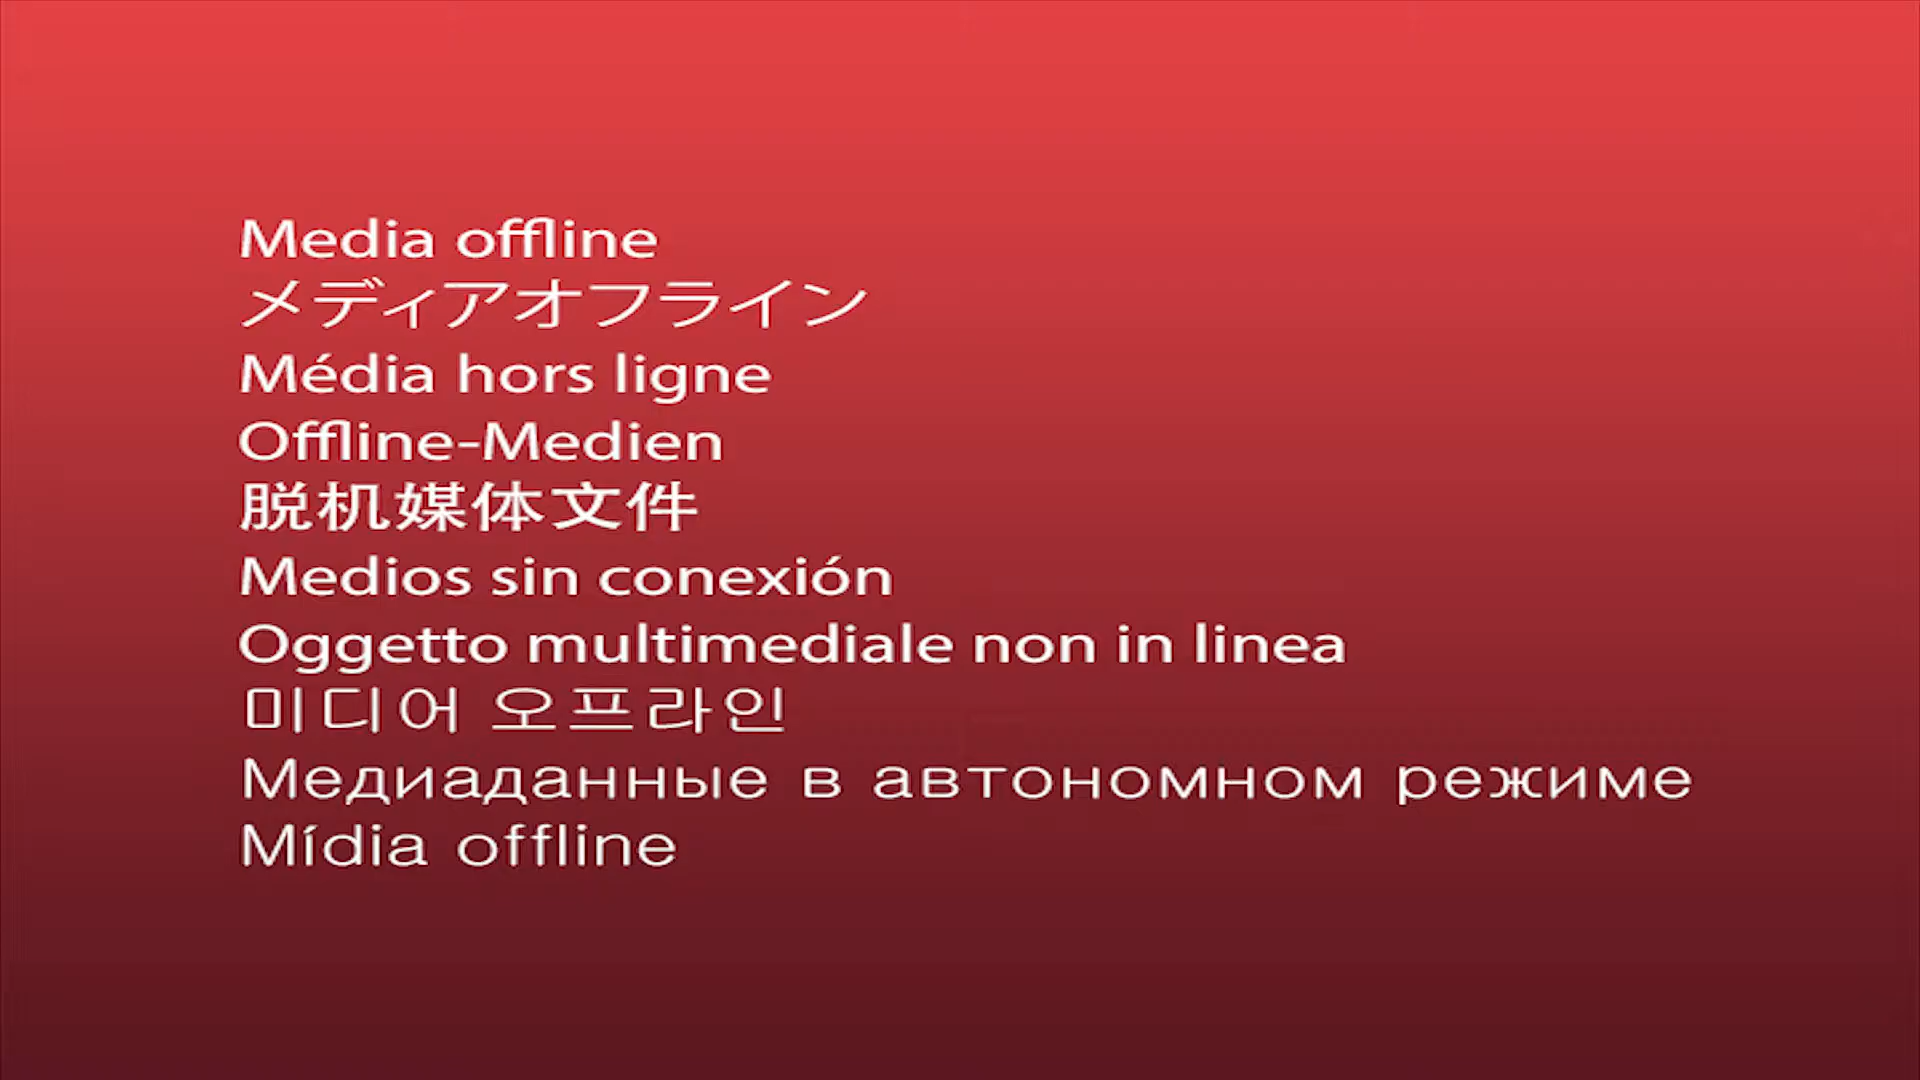 Media offline
メディアオフライン
Média hors ligne
Offline-Medien
脱机媒体文件
Medios sin conexión
Oggetto multimediale non in linea
미디어 오프라인
Медиаданные в автономном режиме
Mídia offline